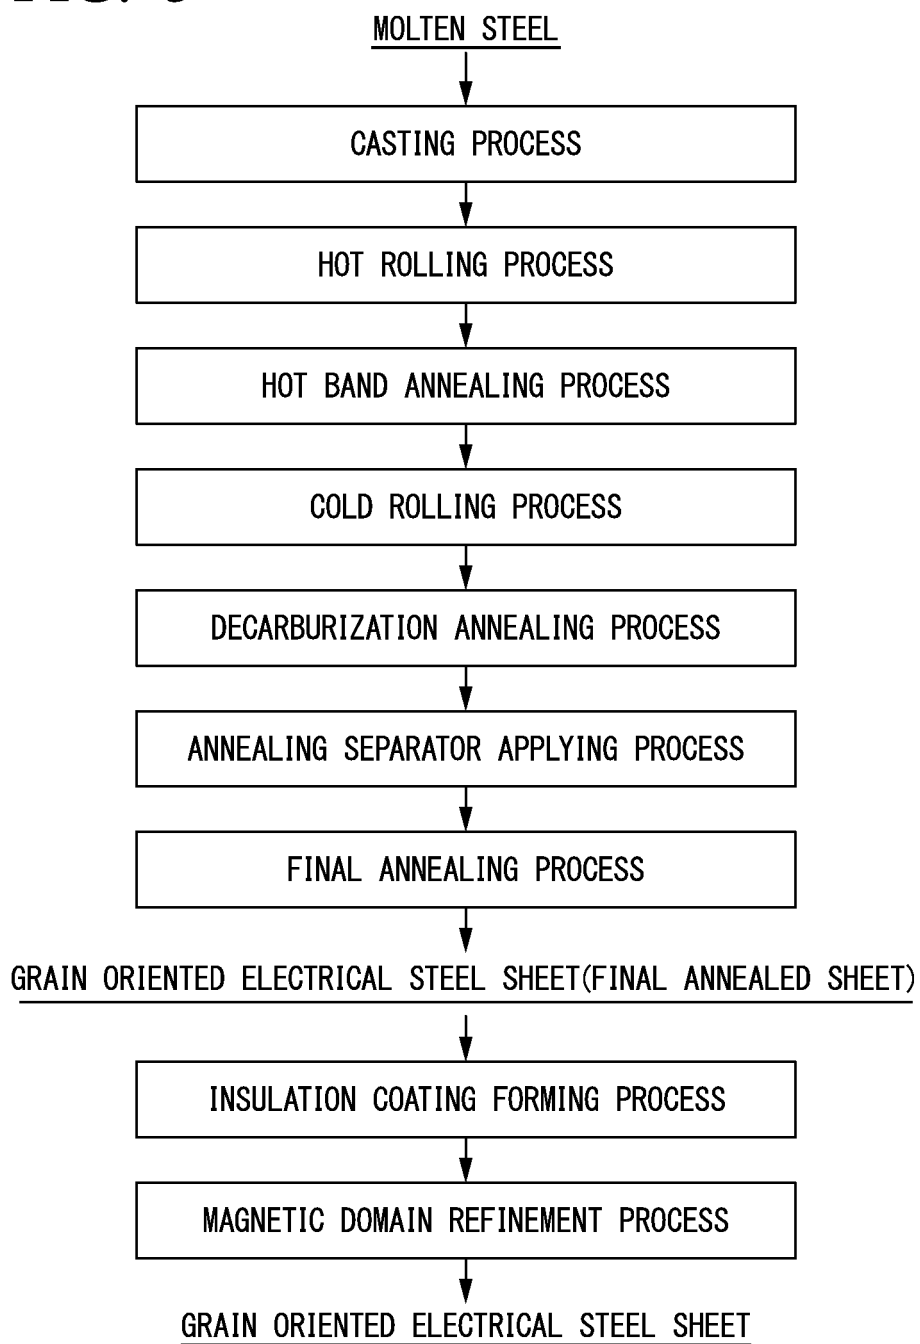 MOLTEN STEEL
CASTING PROCESS
HOT ROLLING PROCESS
HOT BAND ANNEALING PROCESS
COLD ROLLING PROCESS
DECARBURIZATION ANNEALING PROCESS
ANNEALING SEPARATOR APPLYING PROCESS
FINAL ANNEALING PROCESS
GRAIN ORIENTED ELECTRICAL STEEL SHEET(FINAL ANNEALED SHEET)
INSULATION COATING FORMING PROCESS
MAGNETIC DOMAIN REFINEMENT PROCESS
GRAIN ORIENTED ELECTRICAL STEEL SHEET